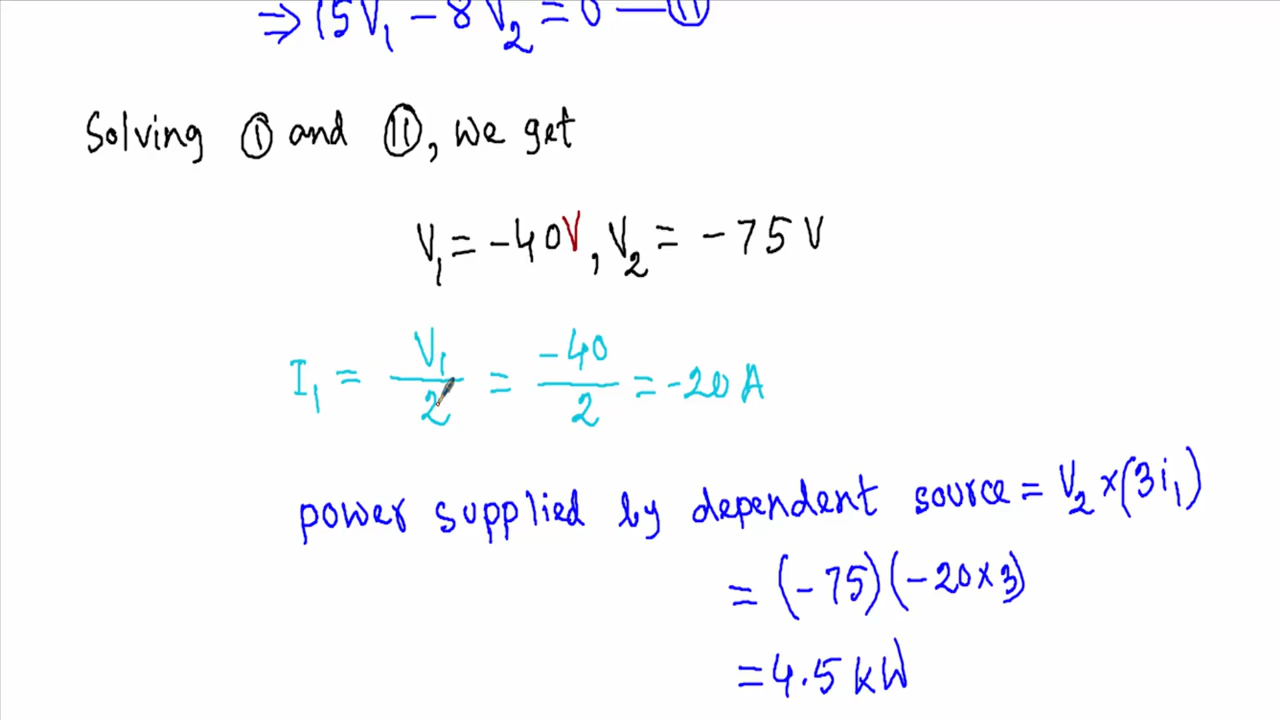 ⇒ 15V₁ - 8V₂ = 0 — Ⅱ
Solving Ⅰ and Ⅱ, we get
V₁ = -40V, V₂ = -75 V
I₁ = V₁/2 = -40/2 = -20 A
power supplied by dependent source = V₂ × (3i₁)
= (-75)(-20×3)
= 4.5 kW